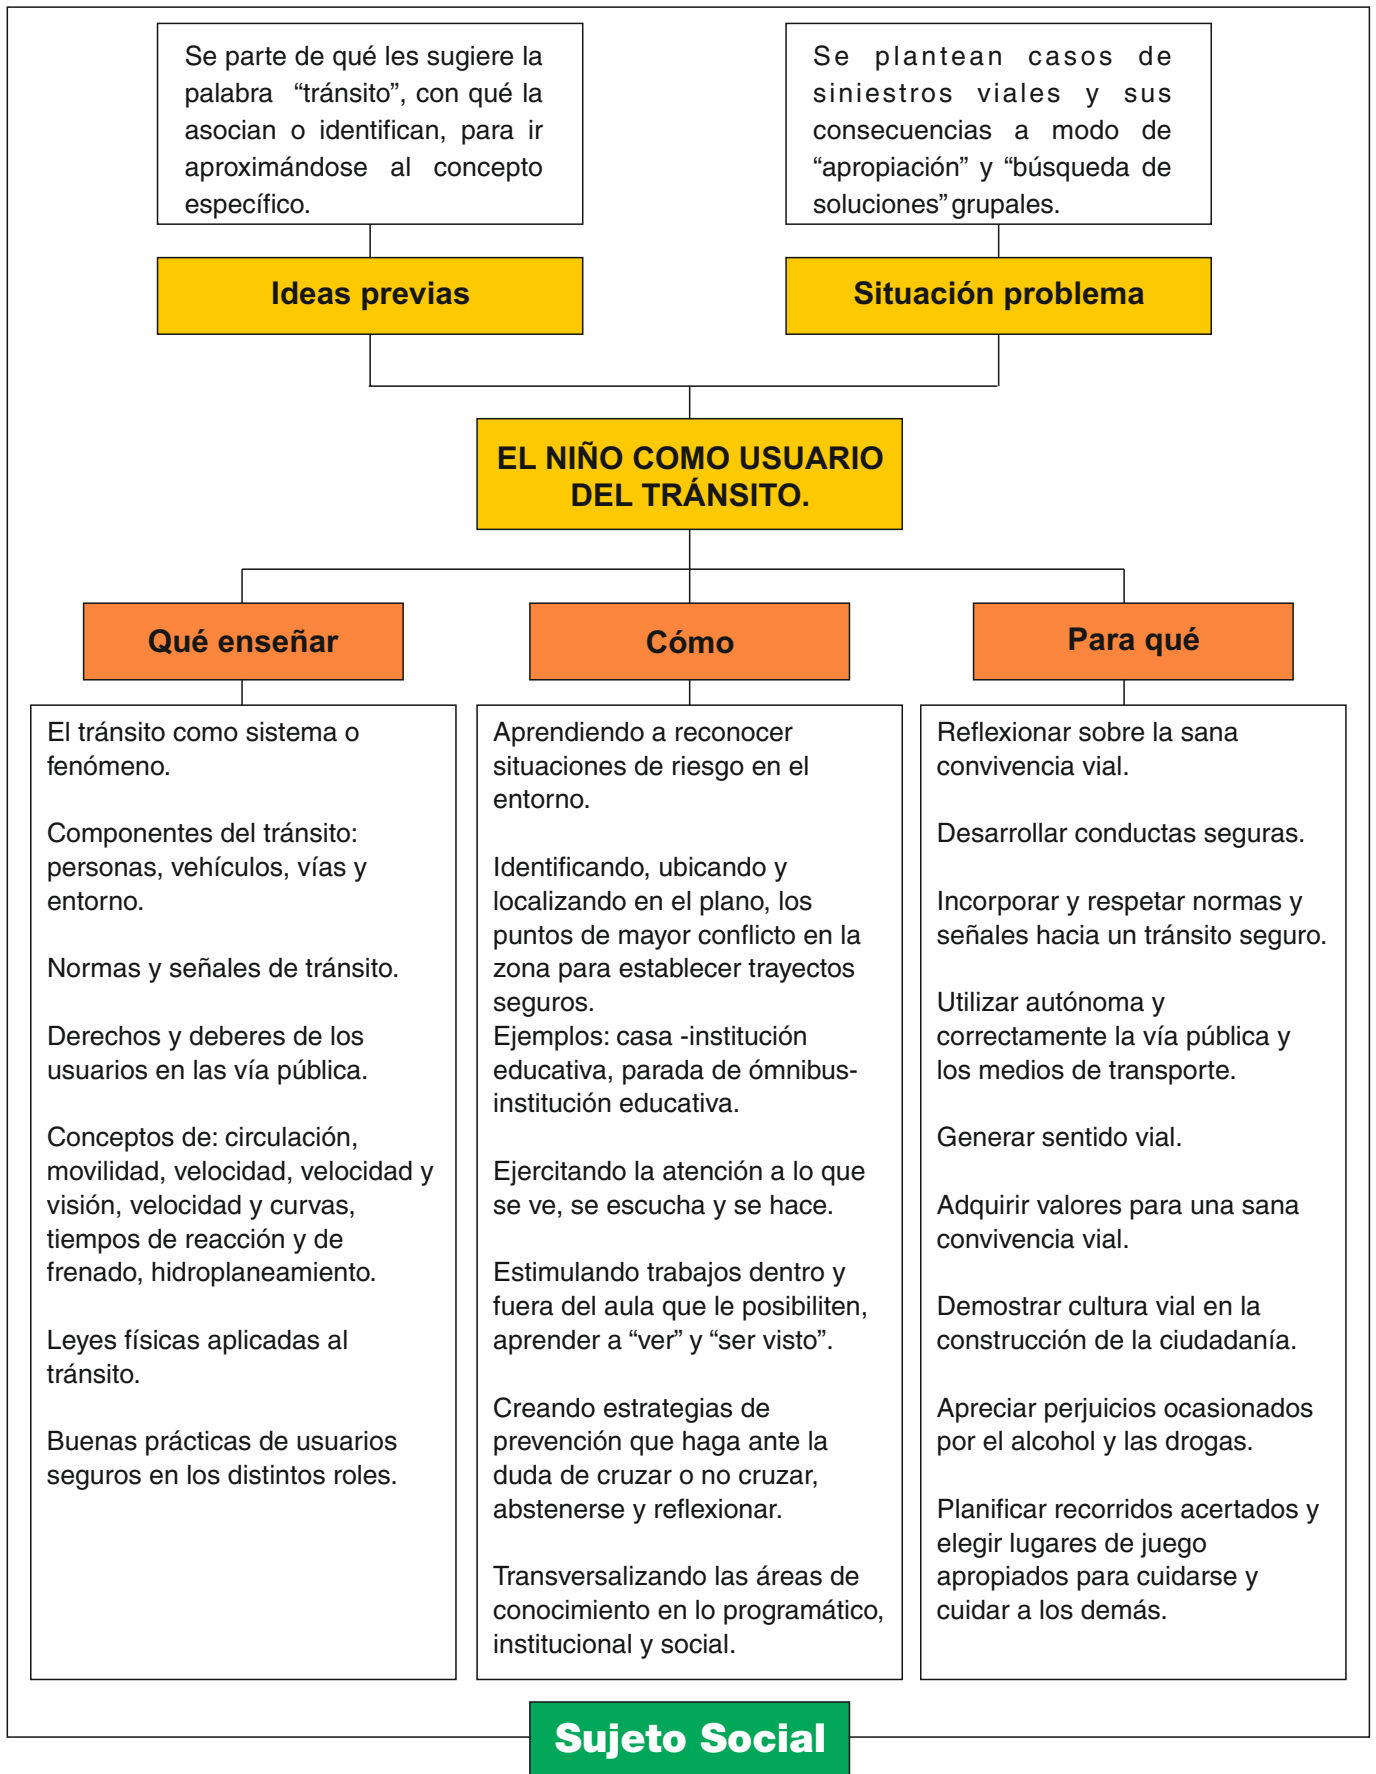 Se parte de qué les sugiere la
palabra “tránsito”, con qué la
asocian o identifican, para ir
aproximándose al concepto
específico.
Se plantean casos de
siniestros viales y sus
consecuencias a modo de
“apropiación” y “búsqueda de
soluciones” grupales.
Ideas previas
Situación problema
EL NIÑO COMO USUARIO
DEL TRÁNSITO.
Qué enseñar
Cómo
Para qué
El tránsito como sistema o
fenómeno.
Componentes del tránsito:
personas, vehículos, vías y
entorno.
Normas y señales de tránsito.
Derechos y deberes de los
usuarios en las vía pública.
Conceptos de: circulación,
movilidad, velocidad, velocidad y
visión, velocidad y curvas,
tiempos de reacción y de
frenado, hidroplaneamiento.
Leyes físicas aplicadas al
tránsito.
Buenas prácticas de usuarios
seguros en los distintos roles.
Aprendiendo a reconocer
situaciones de riesgo en el
entorno.
Identificando, ubicando y
localizando en el plano, los
puntos de mayor conflicto en la
zona para establecer trayectos
seguros.
Ejemplos: casa -institución
educativa, parada de ómnibus-
institución educativa.
Ejercitando la atención a lo que
se ve, se escucha y se hace.
Estimulando trabajos dentro y
fuera del aula que le posibiliten,
aprender a “ver” y “ser visto”.
Creando estrategias de
prevención que haga ante la
duda de cruzar o no cruzar,
abstenerse y reflexionar.
Transversalizando las áreas de
conocimiento en lo programático,
institucional y social.
Reflexionar sobre la sana
convivencia vial.
Desarrollar conductas seguras.
Incorporar y respetar normas y
señales hacia un tránsito seguro.
Utilizar autónoma y
correctamente la vía pública y
los medios de transporte.
Generar sentido vial.
Adquirir valores para una sana
convivencia vial.
Demostrar cultura vial en la
construcción de la ciudadanía.
Apreciar perjuicios ocasionados
por el alcohol y las drogas.
Planificar recorridos acertados y
elegir lugares de juego
apropiados para cuidarse y
cuidar a los demás.
Sujeto Social